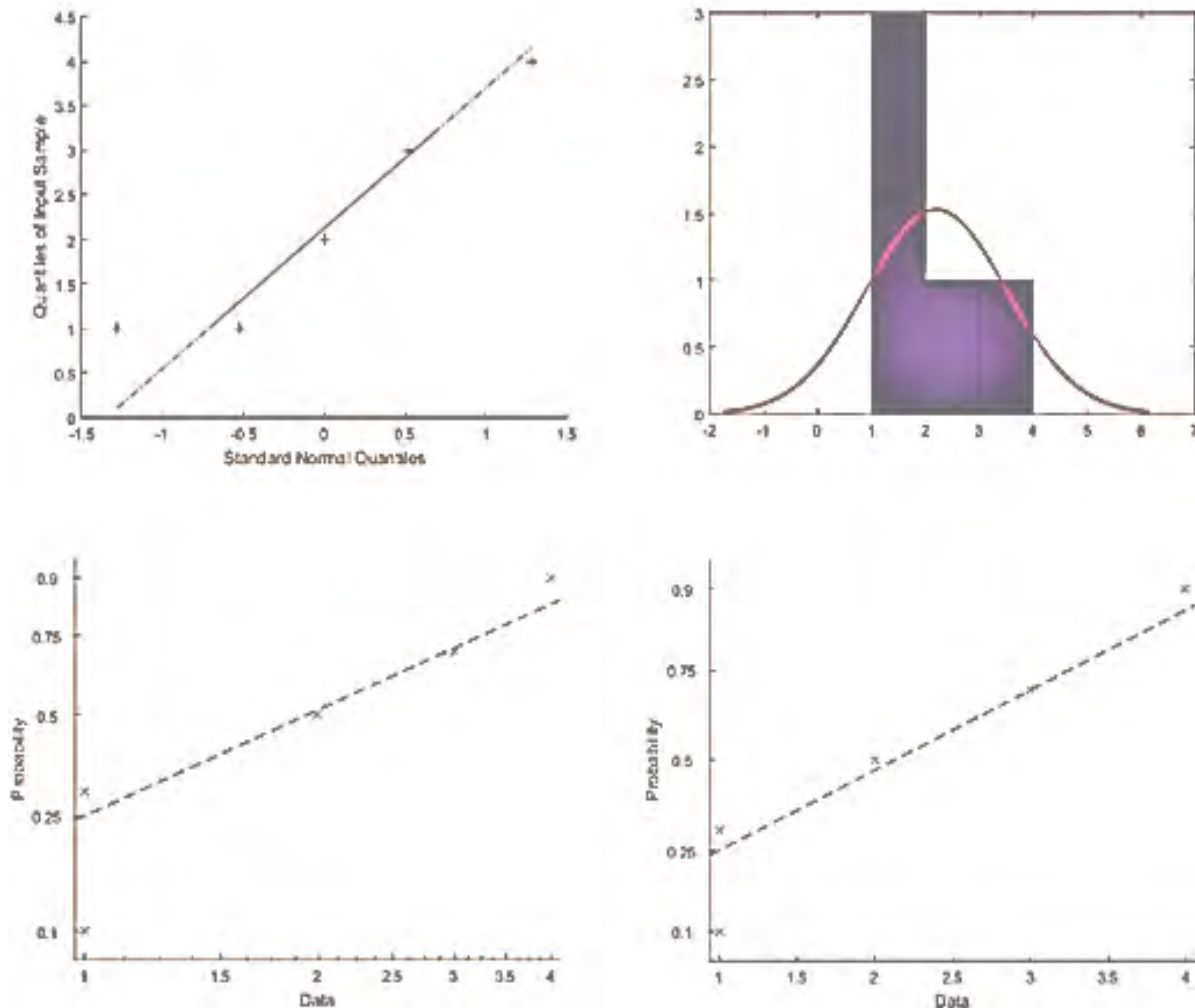 4.5
4
3.5
3
2.5
2
1.5
1
0.5
0
Quantiles of Input Sample
-1.5 -1 -0.5 0 0.5 1 1.5
Standard Normal Quantiles
3
2.5
2
1.5
1
0.5
0
-2 -1 0 1 2 3 4 5 6 7
0.9
0.75
0.5
0.25
0.1
Probability
1 1.5 2 2.5 3 3.5 4
Data
0.9
0.75
0.5
0.25
0.1
Probability
1 1.5 2 2.5 3 3.5 4
Data